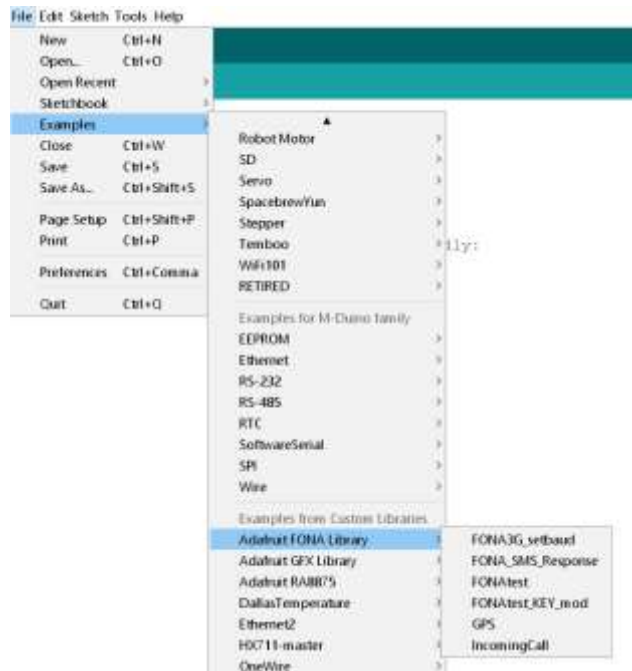 File Edit Sketch Tools Help
New Ctrl+N
Open... Ctrl+O
Open Recent
Sketchbook
Examples
Close Ctrl+W
Save Ctrl+S
Save As... Ctrl+Shift+S
Page Setup Ctrl+Shift+P
Print Ctrl+P
Preferences Ctrl+Comma
Quit Ctrl+Q
Robot Motor
SD
Servo
SpacebrewYun
Stepper
Temboo
WiFi101
RETIRED
ily:
Examples for M-Duino family
EEPROM
Ethernet
RS-232
RS-485
RTC
SoftwareSerial
SPI
Wire
Examples from Custom Libraries
Adafruit FONA Library
Adafruit GFX Library
Adafruit RA8875
DallasTemperature
Ethernet2
HX711-master
OneWire
FONA3G_setbaud
FONA_SMS_Response
FONAtest
FONAtest_KEY_mod
GPS
IncomingCall